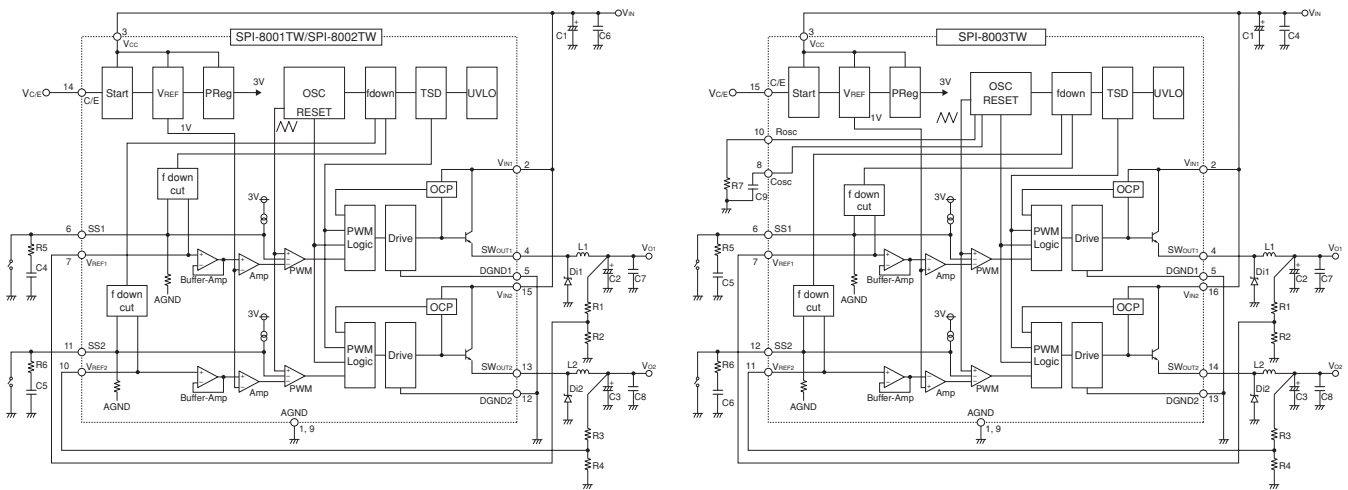 SPI-8001TW/SPI-8002TW
VIN
C1
+
C6
3
VCC
VC/E
14
C/E
Start
VREF
PReg
3V
OSC
RESET
fdown
TSD
UVLO
1V
f down
cut
VIN1
2
OCP
3V
6
SS1
R5
C4
7
VREF1
Buffer-Amp
Amp
PWM
PWM
Logic
Drive
SWOUT1
4
L1
VO1
DGND1
5
Di1
C2
+
C7
15
VIN2
R1
R2
AGND
f down
cut
OCP
3V
11
SS2
R6
C5
10
VREF2
Buffer-Amp
Amp
PWM
PWM
Logic
Drive
SWOUT2
13
L2
VO2
DGND2
12
Di2
C3
+
C8
AGND
AGND
1, 9
R3
R4
SPI-8003TW
VIN
C1
+
C4
3
VCC
VC/E
15
C/E
Start
VREF
PReg
3V
OSC
RESET
fdown
TSD
UVLO
1V
10
Rosc
8
Cosc
R7
C9
f down
cut
VIN1
2
OCP
3V
6
SS1
R5
C5
7
VREF1
Buffer-Amp
Amp
PWM
PWM
Logic
Drive
SWOUT1
4
L1
VO1
DGND1
5
Di1
C2
+
C7
16
VIN2
R1
R2
AGND
f down
cut
OCP
3V
12
SS2
R6
C6
11
VREF2
Buffer-Amp
Amp
PWM
PWM
Logic
Drive
SWOUT2
14
L2
VO2
DGND2
13
Di2
C3
+
C8
AGND
AGND
1, 9
R3
R4